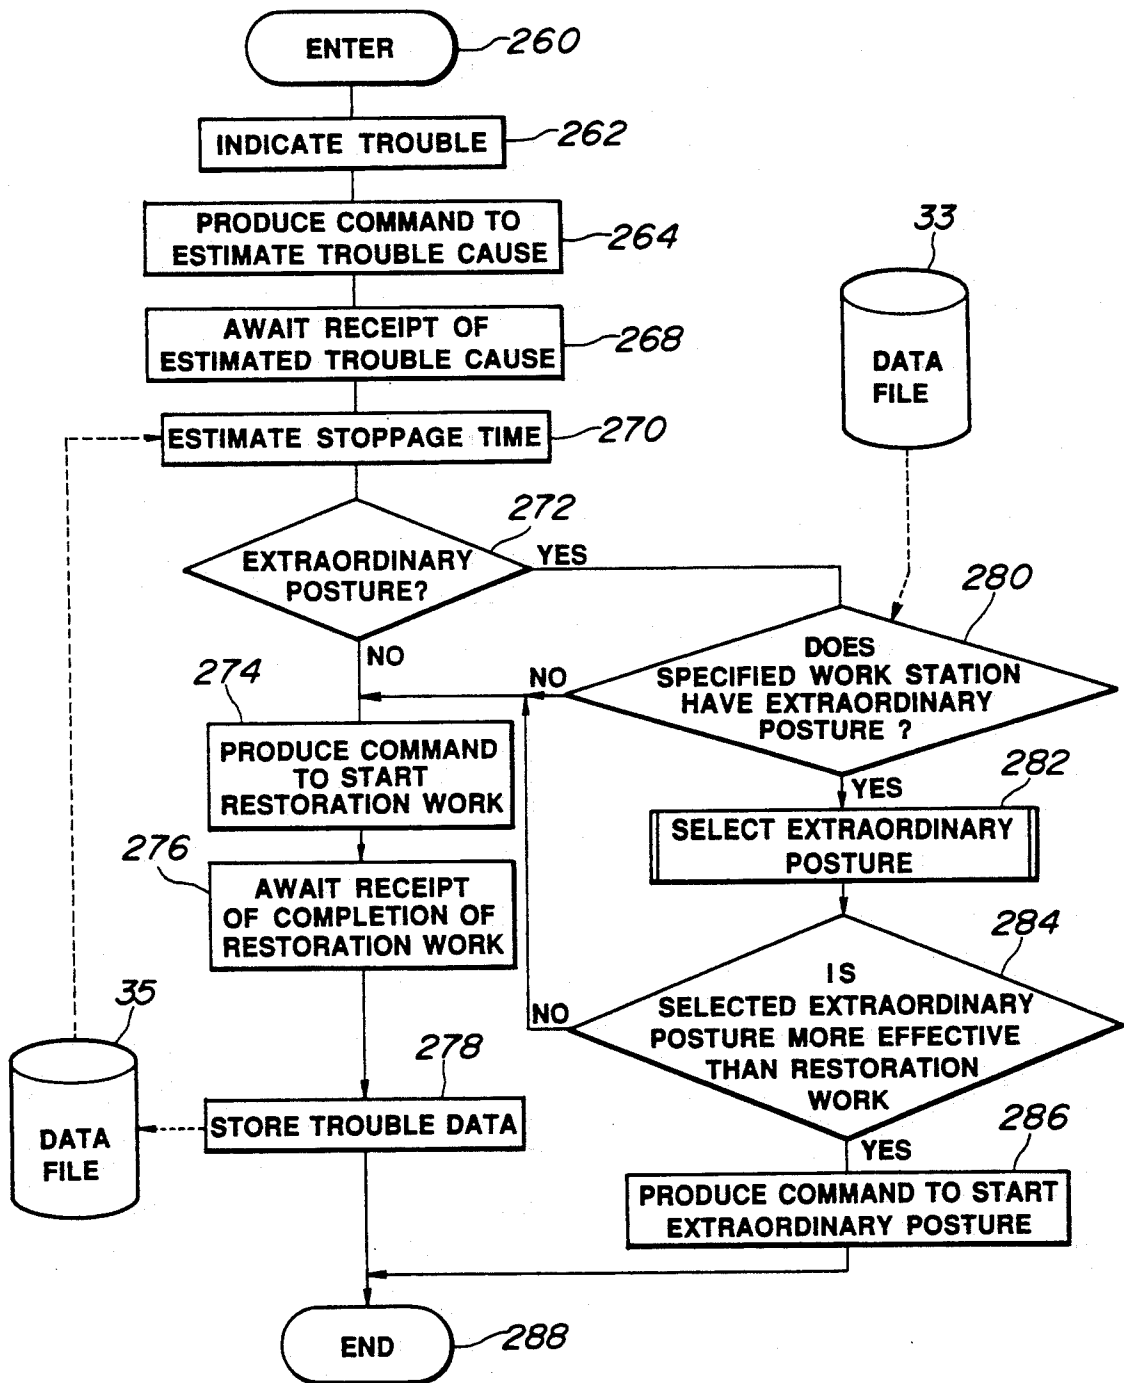 ENTER
260
INDICATE TROUBLE
262
PRODUCE COMMAND TO
ESTIMATE TROUBLE CAUSE
264
AWAIT RECEIPT OF
ESTIMATED TROUBLE CAUSE
268
33
DATA
FILE
ESTIMATE STOPPAGE TIME
270
272
EXTRAORDINARY
POSTURE?
YES
NO
280
DOES
SPECIFIED WORK STATION
HAVE EXTRAORDINARY
POSTURE ?
NO
YES
274
PRODUCE COMMAND
TO START
RESTORATION WORK
282
SELECT EXTRAORDINARY
POSTURE
276
AWAIT RECEIPT
OF COMPLETION OF
RESTORATION WORK
284
IS
SELECTED EXTRAORDINARY
POSTURE MORE EFFECTIVE
THAN RESTORATION
WORK
NO
YES
35
DATA
FILE
278
STORE TROUBLE DATA
286
PRODUCE COMMAND TO START
EXTRAORDINARY POSTURE
END
288